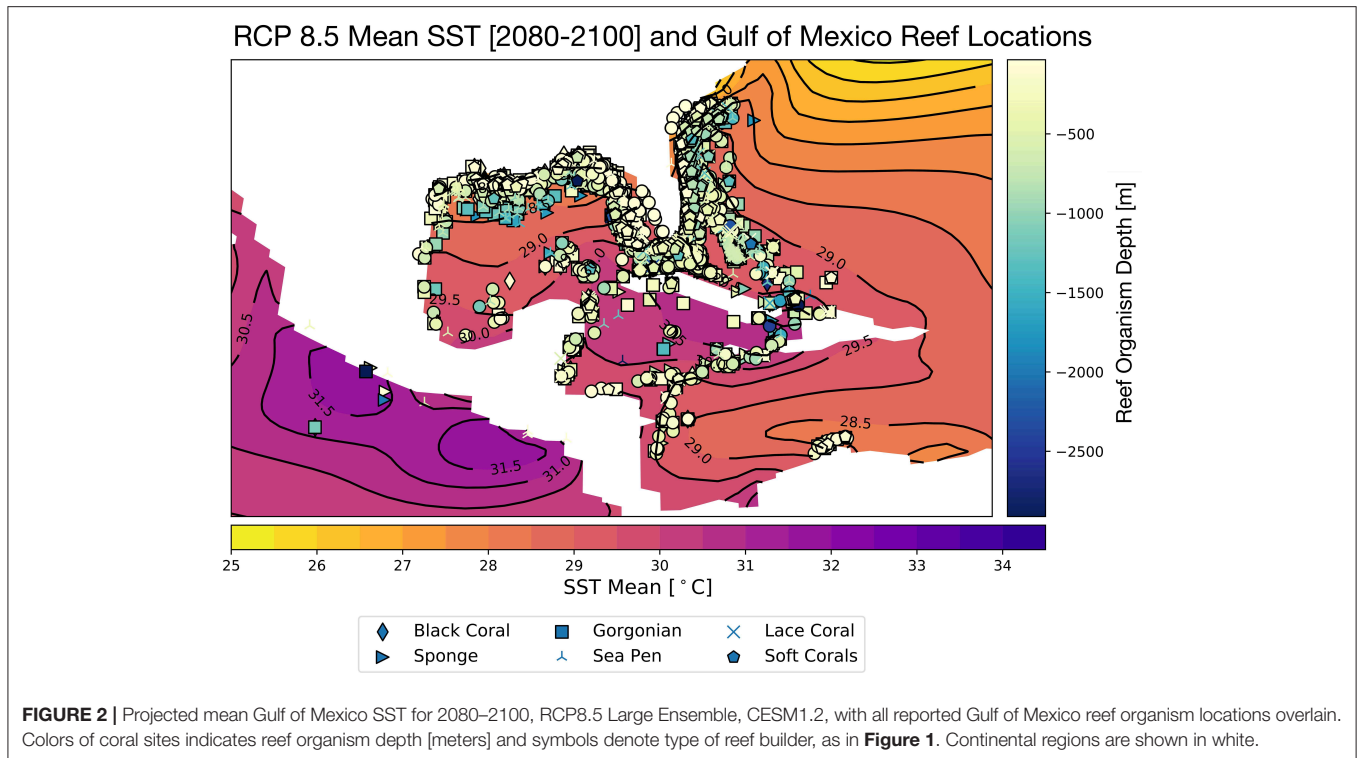 RCP 8.5 Mean SST [2080-2100] and Gulf of Mexico Reef Locations
29.0
29.0
29.5
30.0
30.5
29.5
31.5
28.5
29.0
31.5
31.0
−500
−1000
−1500
−2000
−2500
Reef Organism Depth [m]
25 26 27 28 29 30 31 32 33 34
SST Mean [°C]
Black Coral Gorgonian Lace Coral
Sponge Sea Pen Soft Corals
FIGURE 2 | Projected mean Gulf of Mexico SST for 2080–2100, RCP8.5 Large Ensemble, CESM1.2, with all reported Gulf of Mexico reef organism locations overlain.
Colors of coral sites indicates reef organism depth [meters] and symbols denote type of reef builder, as in Figure 1. Continental regions are shown in white.